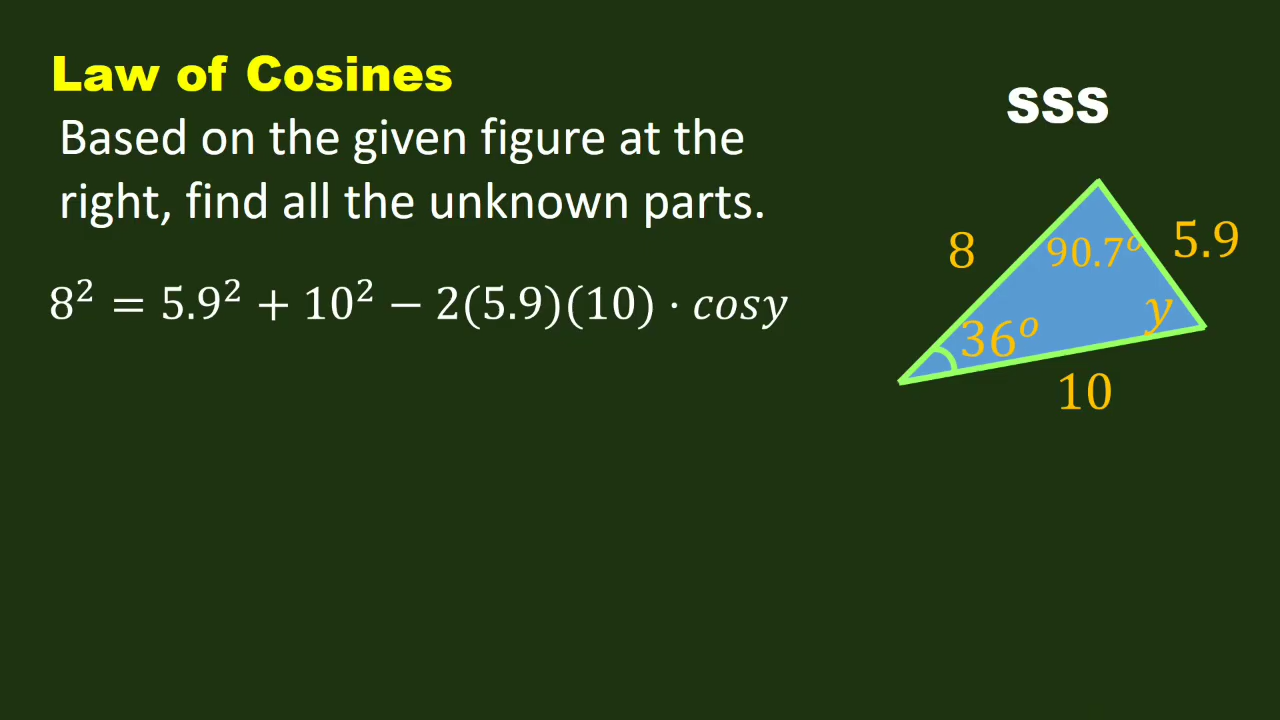 Law of Cosines
Based on the given figure at the
right, find all the unknown parts.
8² = 5.9² + 10² − 2(5.9)(10) · cosy
SSS
8
90.7°
5.9
36°
y
10